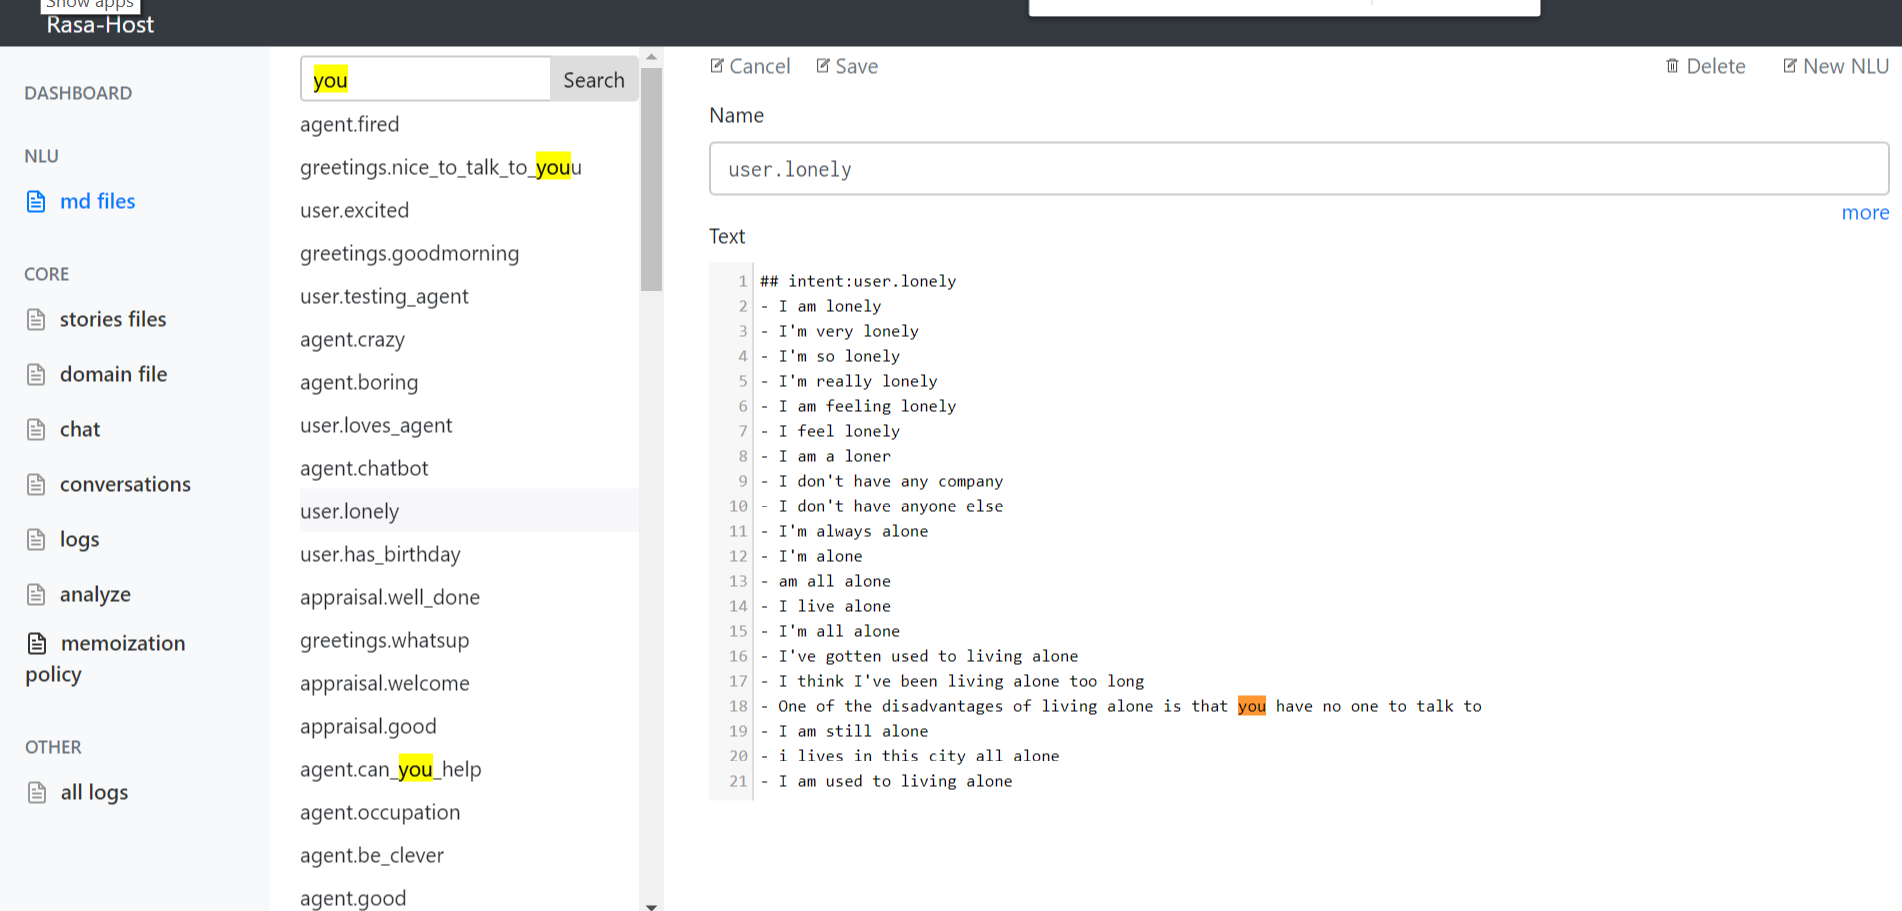 Show apps
Rasa-Host
DASHBOARD
NLU
md files
CORE
stories files
domain file
chat
conversations
logs
analyze
memoization
policy
OTHER
all logs
you
Search
agent.fired
greetings.nice_to_talk_to_youu
user.excited
greetings.goodmorning
user.testing_agent
agent.crazy
agent.boring
user.loves_agent
agent.chatbot
user.lonely
user.has_birthday
appraisal.well_done
greetings.whatsup
appraisal.welcome
appraisal.good
agent.can_you_help
agent.occupation
agent.be_clever
agent.good
Cancel Save Delete New NLU
Name
user.lonely
more
Text
1 ## intent:user.lonely
2 - I am lonely
3 - I'm very lonely
4 - I'm so lonely
5 - I'm really lonely
6 - I am feeling lonely
7 - I feel lonely
8 - I am a loner
9 - I don't have any company
10 - I don't have anyone else
11 - I'm always alone
12 - I'm alone
13 - am all alone
14 - I live alone
15 - I'm all alone
16 - I've gotten used to living alone
17 - I think I've been living alone too long
18 - One of the disadvantages of living alone is that you have no one to talk to
19 - I am still alone
20 - i lives in this city all alone
21 - I am used to living alone